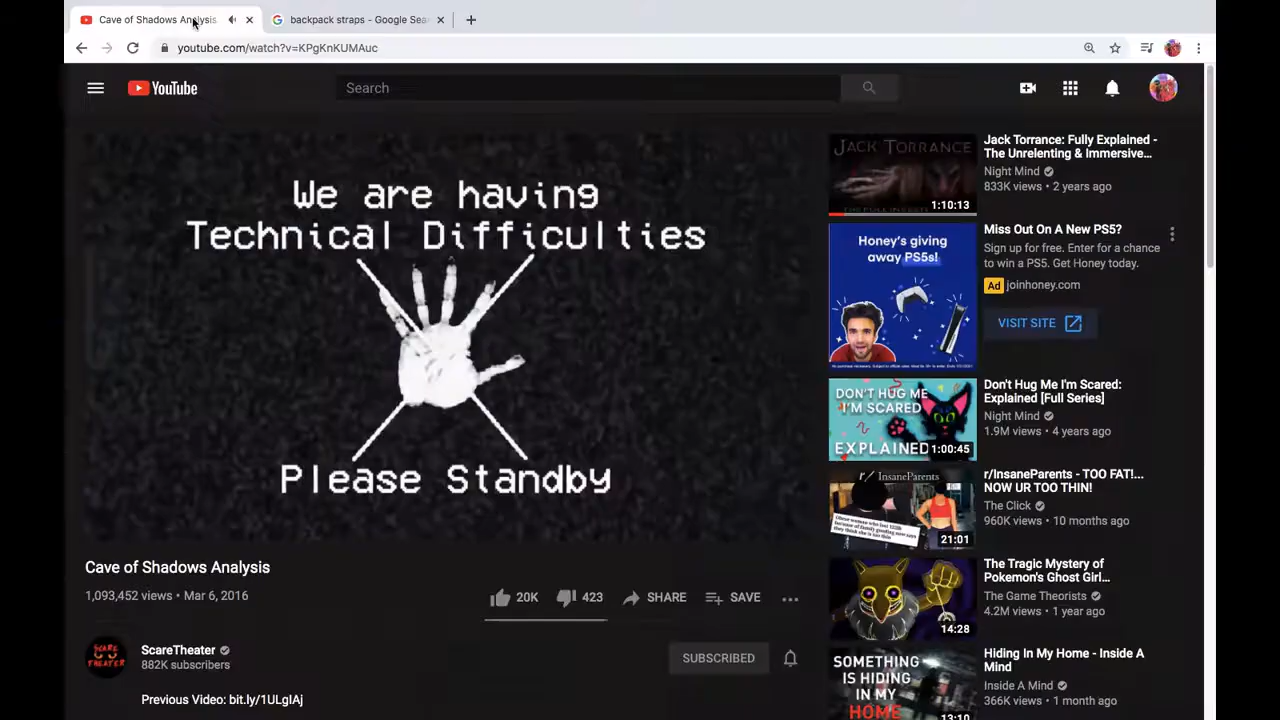 Cave of Shadows Analysis
backpack straps - Google Sea
youtube.com/watch?v=KPgKnKUMAuc
YouTube
Search
We are having
Technical Difficulties
Please Standby
Cave of Shadows Analysis
1,093,452 views • Mar 6, 2016
20K
423
SHARE
SAVE
SCARE
THEATER
ScareTheater
882K subscribers
SUBSCRIBED
Previous Video: bit.ly/1ULgIAj
JACK TORRANCE
1:10:13
Jack Torrance: Fully Explained -
The Unrelenting & Immersive...
Night Mind
833K views • 2 years ago
Honey's giving
away PS5s!
Miss Out On A New PS5?
Sign up for free. Enter for a chance
to win a PS5. Get Honey today.
Ad joinhoney.com
VISIT SITE
DON'T HUG ME
I'M SCARED
EXPLAINED
1:00:45
Don't Hug Me I'm Scared:
Explained [Full Series]
Night Mind
1.9M views • 4 years ago
r/ InsaneParents
21:01
r/InsaneParents - TOO FAT!...
NOW UR TOO THIN!
The Click
960K views • 10 months ago
14:28
The Tragic Mystery of
Pokemon's Ghost Girl...
The Game Theorists
4.2M views • 1 year ago
SOMETHING
IS HIDING
IN MY
HOME
13:10
Hiding In My Home - Inside A
Mind
Inside A Mind
366K views • 1 month ago